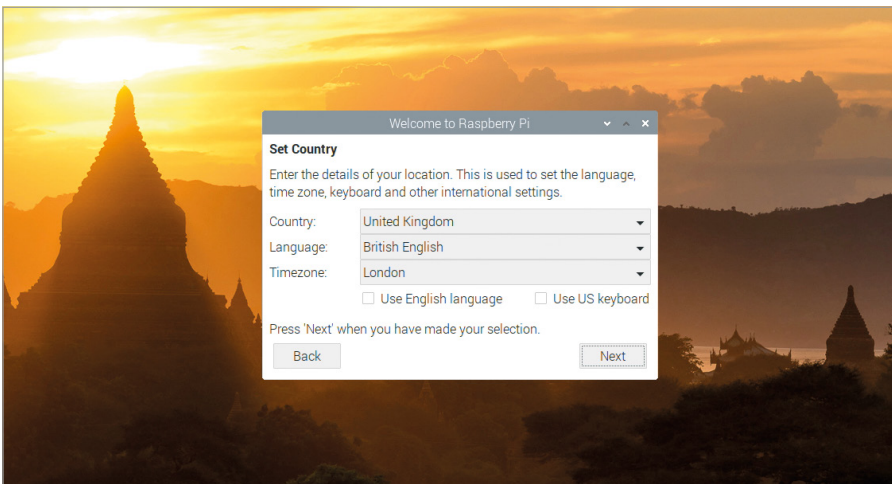 Welcome to Raspberry Pi
Set Country
Enter the details of your location. This is used to set the language,
time zone, keyboard and other international settings.
Country: United Kingdom
Language: British English
Timezone: London
Use English language Use US keyboard
Press 'Next' when you have made your selection.
Back Next